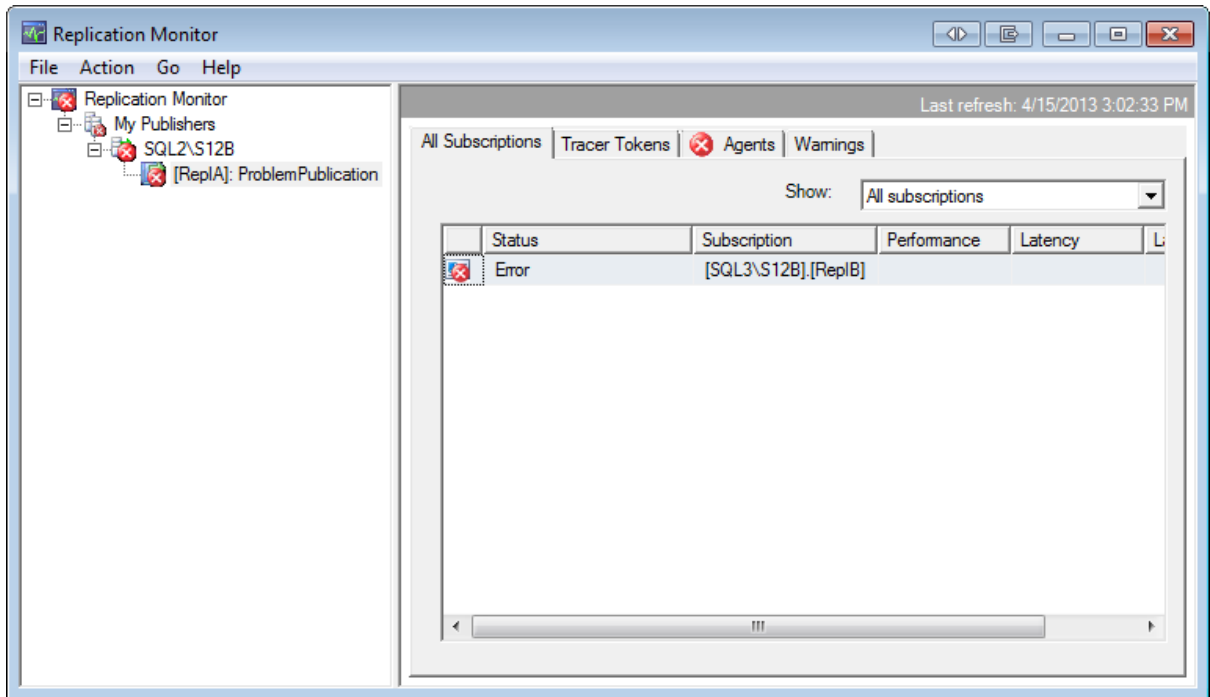 Replication Monitor
File Action Go Help
Replication Monitor
My Publishers
SQL2\S12B
[ReplA]: ProblemPublication
Last refresh: 4/15/2013 3:02:33 PM
All Subscriptions Tracer Tokens Agents Warnings
Show: All subscriptions
Status Subscription Performance Latency
Error [SQL3\S12B].[ReplB]